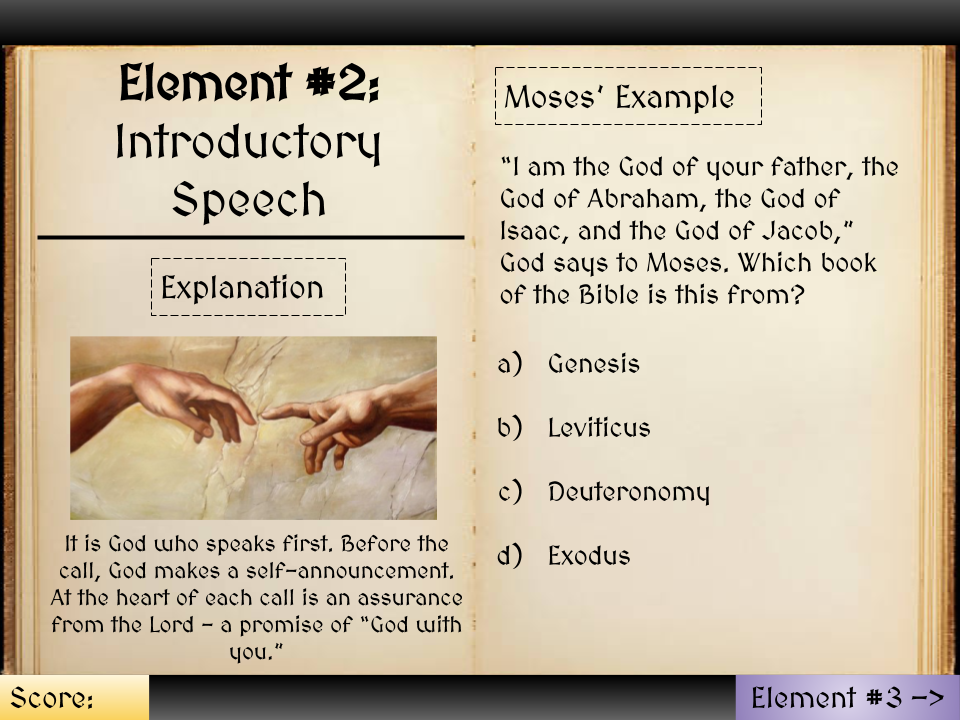 Element #2:
Introductory
Speech
Explanation
It is God who speaks first. Before the
call, God makes a self-announcement.
At the heart of each call is an assurance
from the Lord – a promise of “God with
you.”
Moses’ Example
“I am the God of your father, the
God of Abraham, the God of
Isaac, and the God of Jacob,”
God says to Moses. Which book
of the Bible is this from?
a) Genesis
b) Leviticus
c) Deuteronomy
d) Exodus
Score:
Element #3 –>